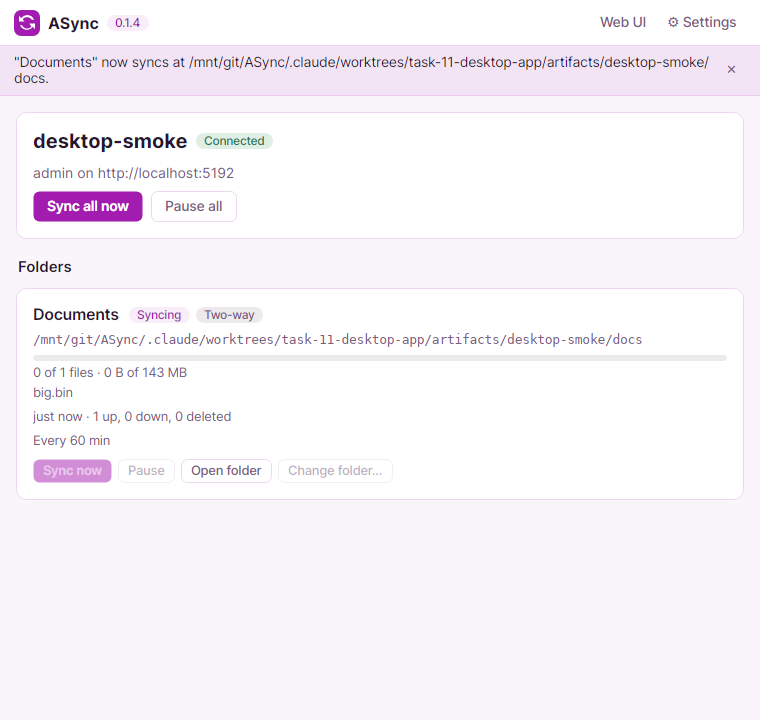 ASync 0.1.4 Web UI ⚙ Settings
"Documents" now syncs at /mnt/git/ASync/.claude/worktrees/task-11-desktop-app/artifacts/desktop-smoke/
docs. ×
desktop-smoke Connected
admin on http://localhost:5192
Sync all now Pause all
Folders
Documents Syncing Two-way
/mnt/git/ASync/.claude/worktrees/task-11-desktop-app/artifacts/desktop-smoke/docs
0 of 1 files · 0 B of 143 MB
big.bin
just now · 1 up, 0 down, 0 deleted
Every 60 min
Sync now Pause Open folder Change folder...